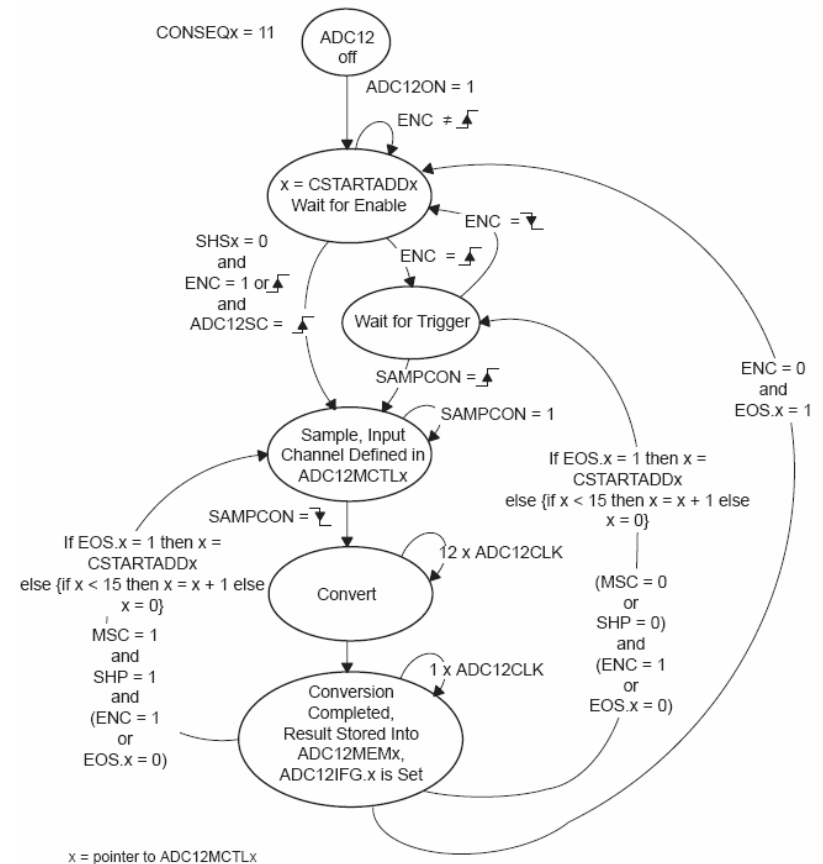 CONSEQx = 11
ADC12
off
ADC12ON = 1
ENC ≠
x = CSTARTADDx
Wait for Enable
ENC =
SHSx = 0
and
ENC = 1 or
and
ADC12SC =
ENC =
Wait for Trigger
SAMPCON =
SAMPCON = 1
ENC = 0
and
EOS.x = 1
Sample, Input
Channel Defined in
ADC12MCTLx
If EOS.x = 1 then x =
CSTARTADDx
else {if x < 15 then x = x + 1 else
x = 0}
SAMPCON =
If EOS.x = 1 then x =
CSTARTADDx
else {if x < 15 then x = x + 1 else
x = 0}
12 x ADC12CLK
Convert
(MSC = 0
or
SHP = 0)
and
(ENC = 1
or
EOS.x = 0)
MSC = 1
and
SHP = 1
and
(ENC = 1
or
EOS.x = 0)
1 x ADC12CLK
Conversion
Completed,
Result Stored Into
ADC12MEMx,
ADC12IFG.x is Set
x = pointer to ADC12MCTLx